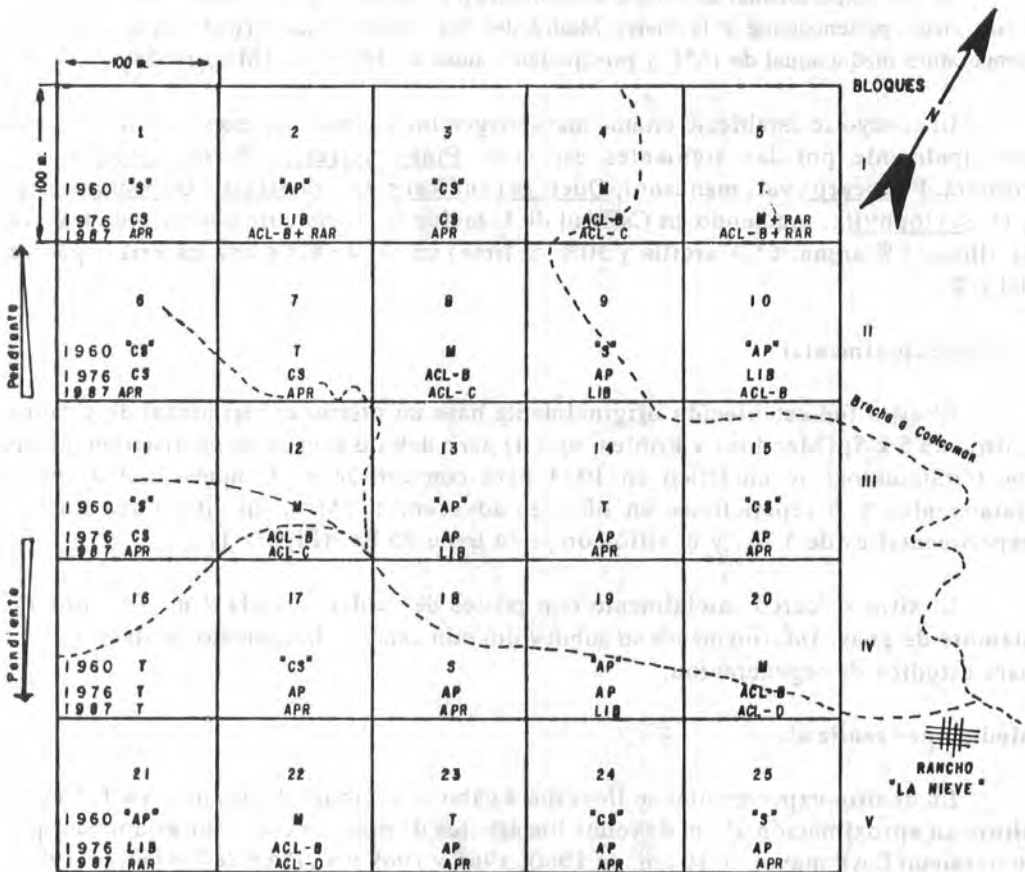 100 m.
BLOQUES
N
100 m.
1 2 3 4 5
1960 "S" "AP" "CS" M T
1976 CS LIB CS ACL-B M+RAR
1987 APR ACL-B+RAR APR ACL-C ACL-B+RAR
Pendiente
6 7 8 9 10 II
1960 "CS" T M "S" "AP"
1976 CS CS ACL-B AP LIB
1987 APR APR ACL-C LIB ACL-B
Brecha a Coalcoman
11 12 13 14 15 III
1960 "S" M "AP" T "CS"
1976 CS ACL-B AP AP AP
1987 APR ACL-C LIB APR APR
Pendiente
16 17 18 19 20 IV
1960 T "CS" S "AP" M
1976 T AP AP AP ACL-B
1987 T APR APR LIB ACL-D
RANCHO
"LA NIEVE"
21 22 23 24 25
1960 "AP" M T "CS" "S" V
1976 LIB ACL-B AP AP AP
1987 RAR ACL-D APR APR APR